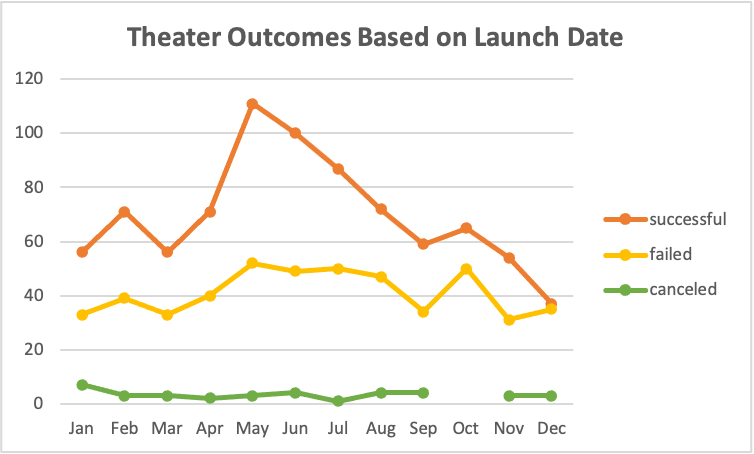 Theater Outcomes Based on Launch Date
120
100
80
60
40
20
0
Jan Feb Mar Apr May Jun Jul Aug Sep Oct Nov Dec
successful
failed
canceled